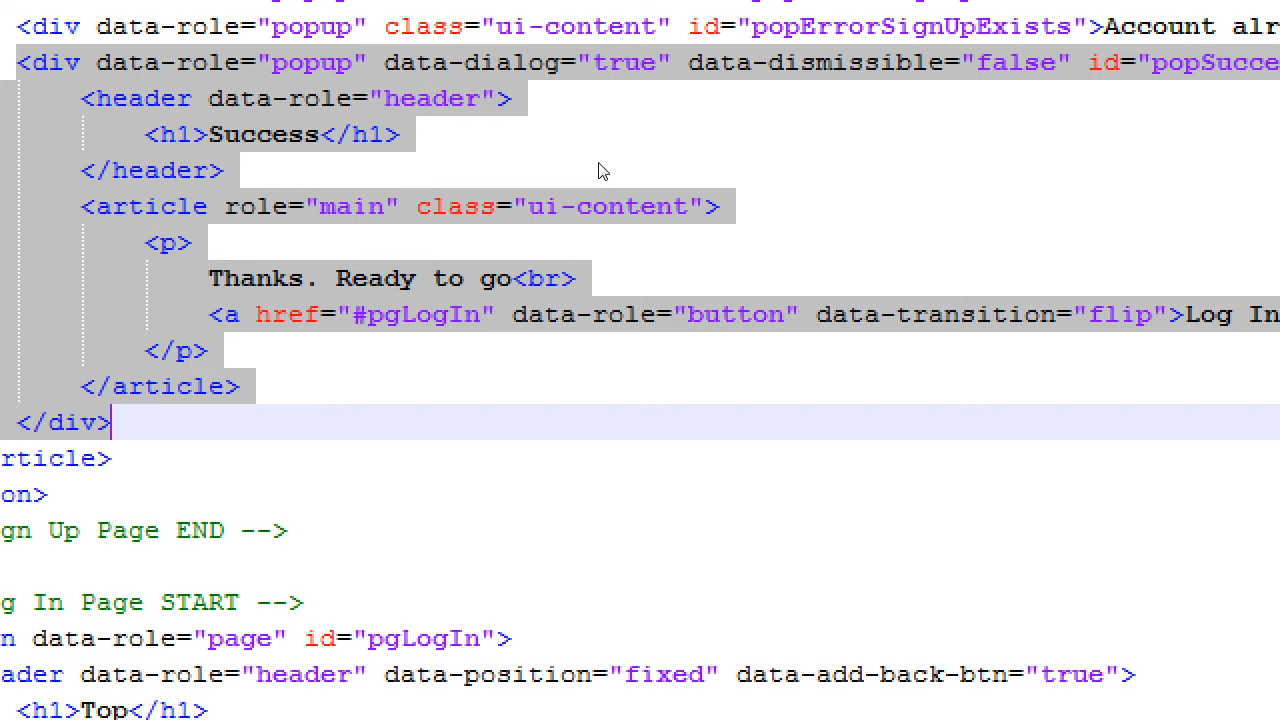 <div data-role="popup" class="ui-content" id="popErrorSignUpExists">Account alr
<div data-role="popup" data-dialog="true" data-dismissible="false" id="popSucce
<header data-role="header">
<h1>Success</h1>
</header>
<article role="main" class="ui-content">
<p>
Thanks. Ready to go<br>
<a href="#pgLogIn" data-role="button" data-transition="flip">Log In
</p>
</article>
</div>
rticle>
on>
gn Up Page END -->
g In Page START -->
n data-role="page" id="pgLogIn">
ader data-role="header" data-position="fixed" data-add-back-btn="true">
<h1>Top</h1>